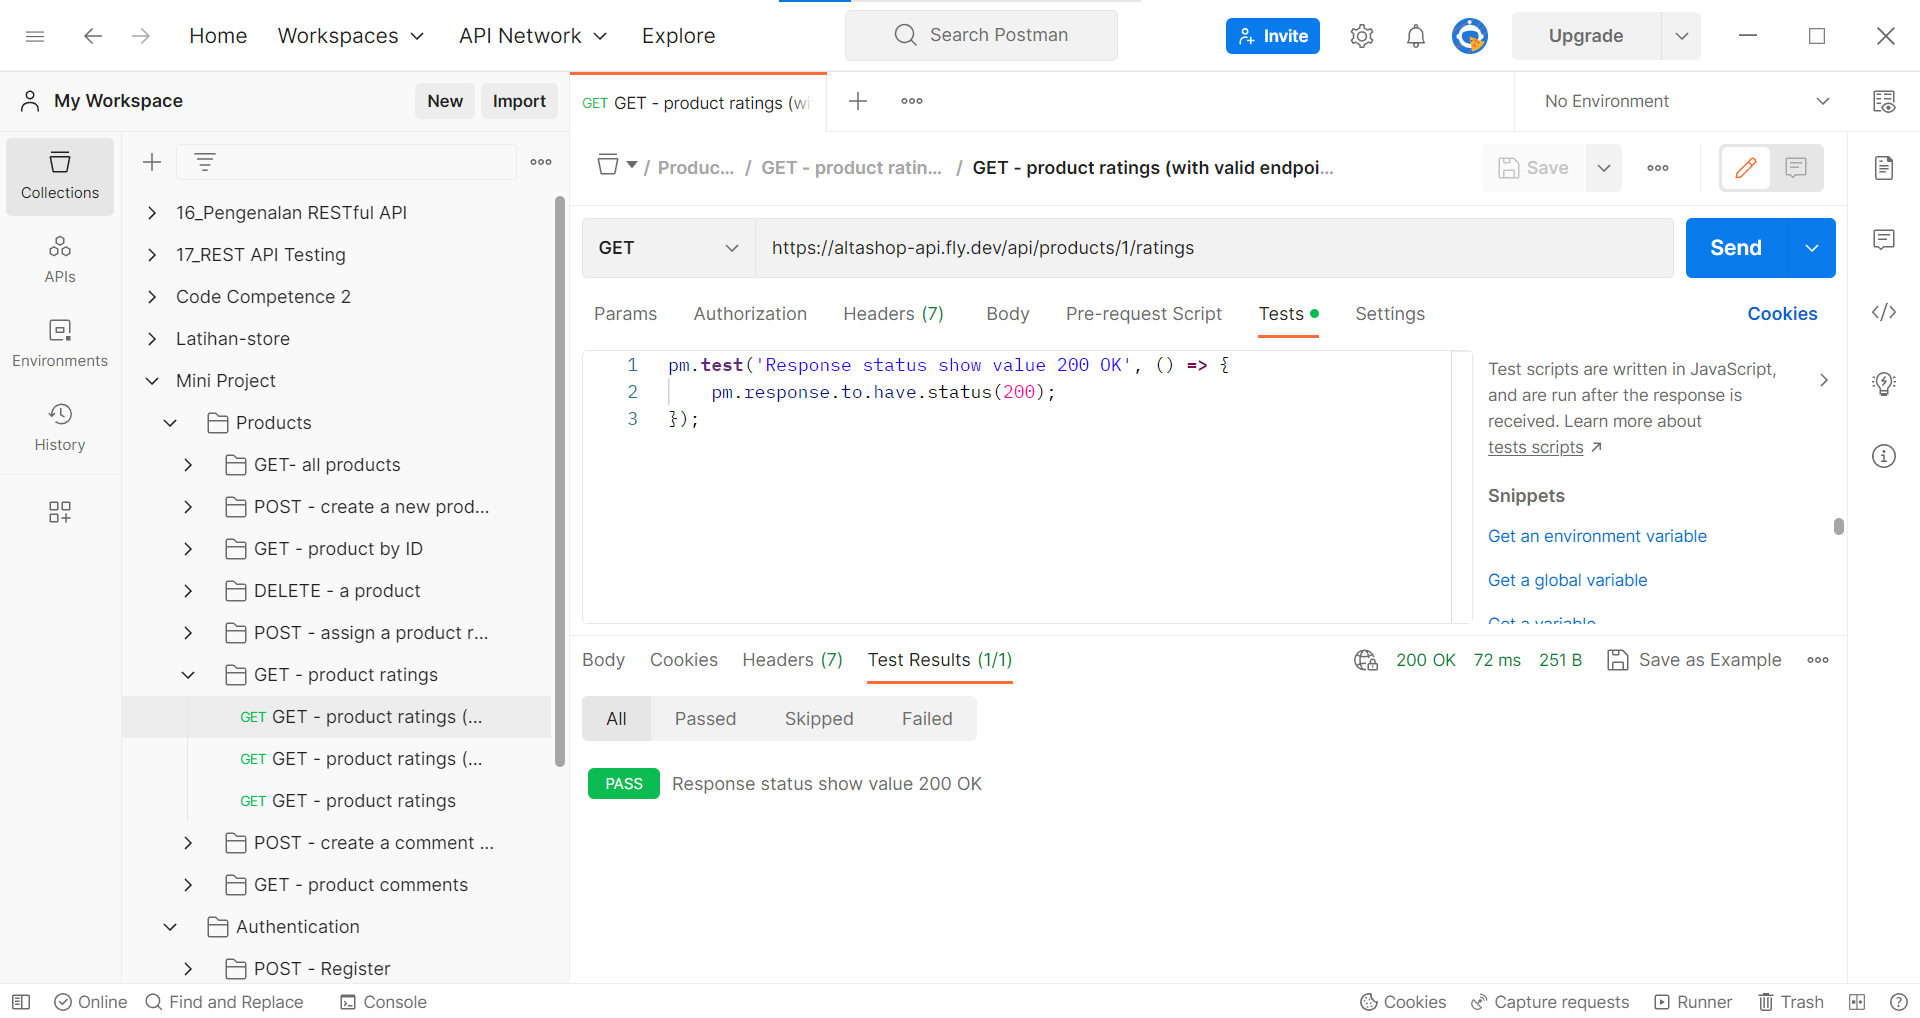 Home
Workspaces
API Network
Explore
Search Postman
Invite
Upgrade
My Workspace
New
Import
GET GET - product ratings (wi
No Environment
Collections
APIs
Environments
History
16_Pengenalan RESTful API
17_REST API Testing
Code Competence 2
Latihan-store
Mini Project
Products
GET- all products
POST - create a new prod...
GET - product by ID
DELETE - a product
POST - assign a product r...
GET - product ratings
GET GET - product ratings (...
GET GET - product ratings (...
GET GET - product ratings
POST - create a comment ...
GET - product comments
Authentication
POST - Register
/ Produc... / GET - product ratin... / GET - product ratings (with valid endpoi...
Save
GET
https://altashop-api.fly.dev/api/products/1/ratings
Send
Params
Authorization
Headers (7)
Body
Pre-request Script
Tests
Settings
Cookies
1 pm.test('Response status show value 200 OK', () => {
2 pm.response.to.have.status(200);
3 });
Test scripts are written in JavaScript,
and are run after the response is
received. Learn more about
tests scripts
Snippets
Get an environment variable
Get a global variable
Get a variable
Body
Cookies
Headers (7)
Test Results (1/1)
200 OK
72 ms
251 B
Save as Example
All
Passed
Skipped
Failed
PASS
Response status show value 200 OK
Online
Find and Replace
Console
Cookies
Capture requests
Runner
Trash